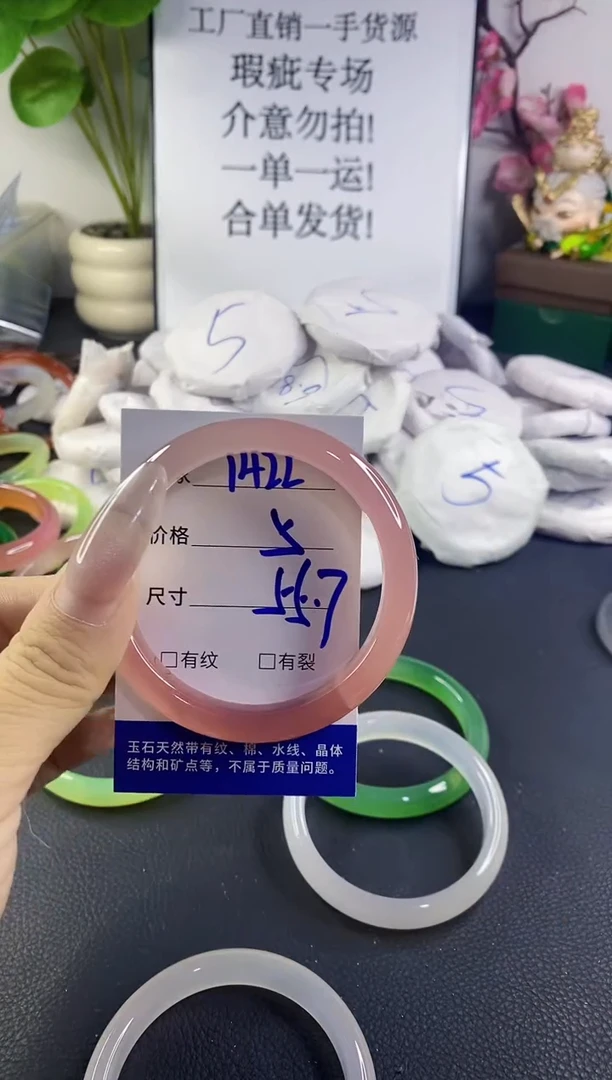 工厂直销一手货源
瑕疵专场
介意勿拍!
一单一运!
合单发货!
5
5
1422
价格 5
尺寸 55.7
□有纹 □有裂
玉石天然带有纹、棉、水线、晶体
结构和矿点等，不属于质量问题。